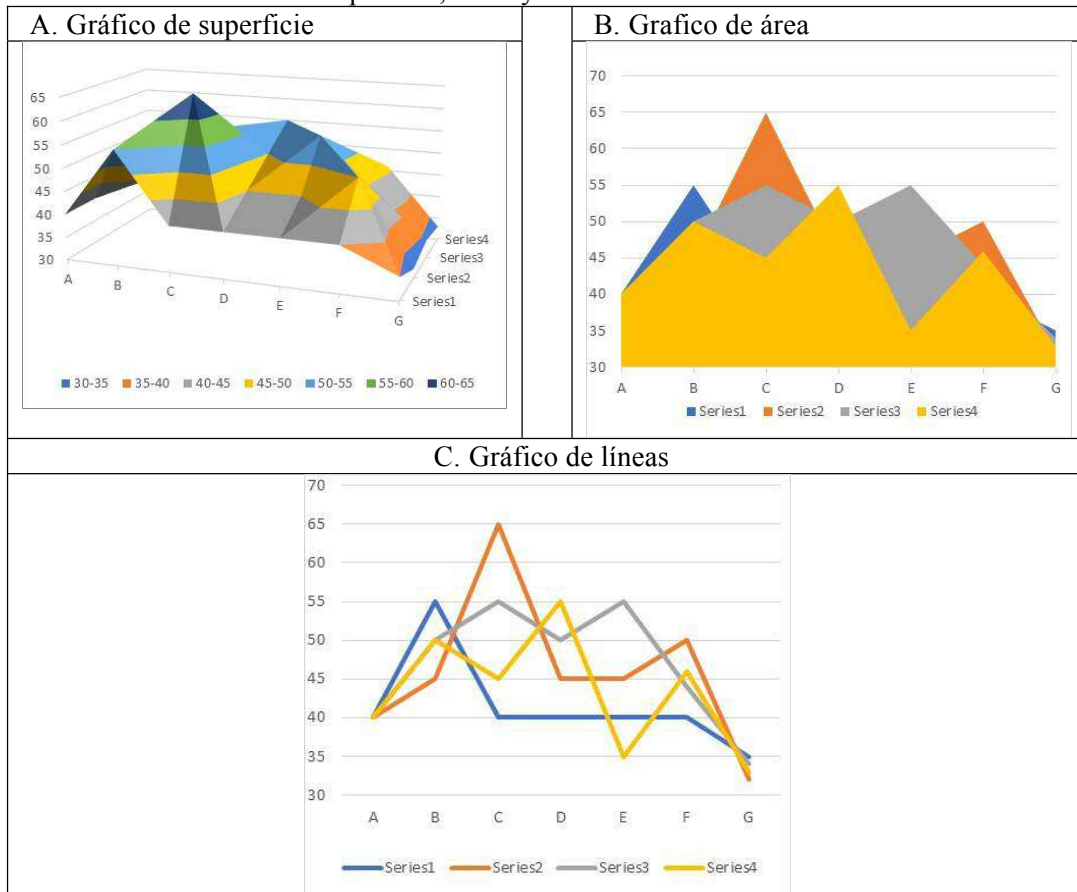 A. Gráfico de superficie
65
60
55
50
45
40
35
30
A
B
C
D
E
F
G
Series4
Series3
Series2
Series1
30-35 35-40 40-45 45-50 50-55 55-60 60-65
B. Grafico de área
70
65
60
55
50
45
40
35
30
A B C D E F G
Series1 Series2 Series3 Series4
C. Gráfico de líneas
70
65
60
55
50
45
40
35
30
A B C D E F G
Series1 Series2 Series3 Series4